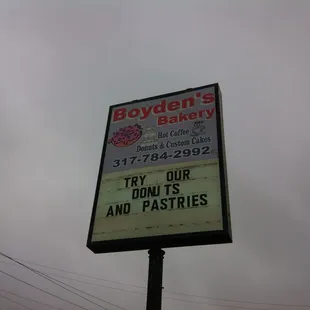 Boyden's
Bakery
Hot Coffee
Donuts & Custom Cakes
317-784-2992
TRY OUR
DONUTS
AND PASTRIES